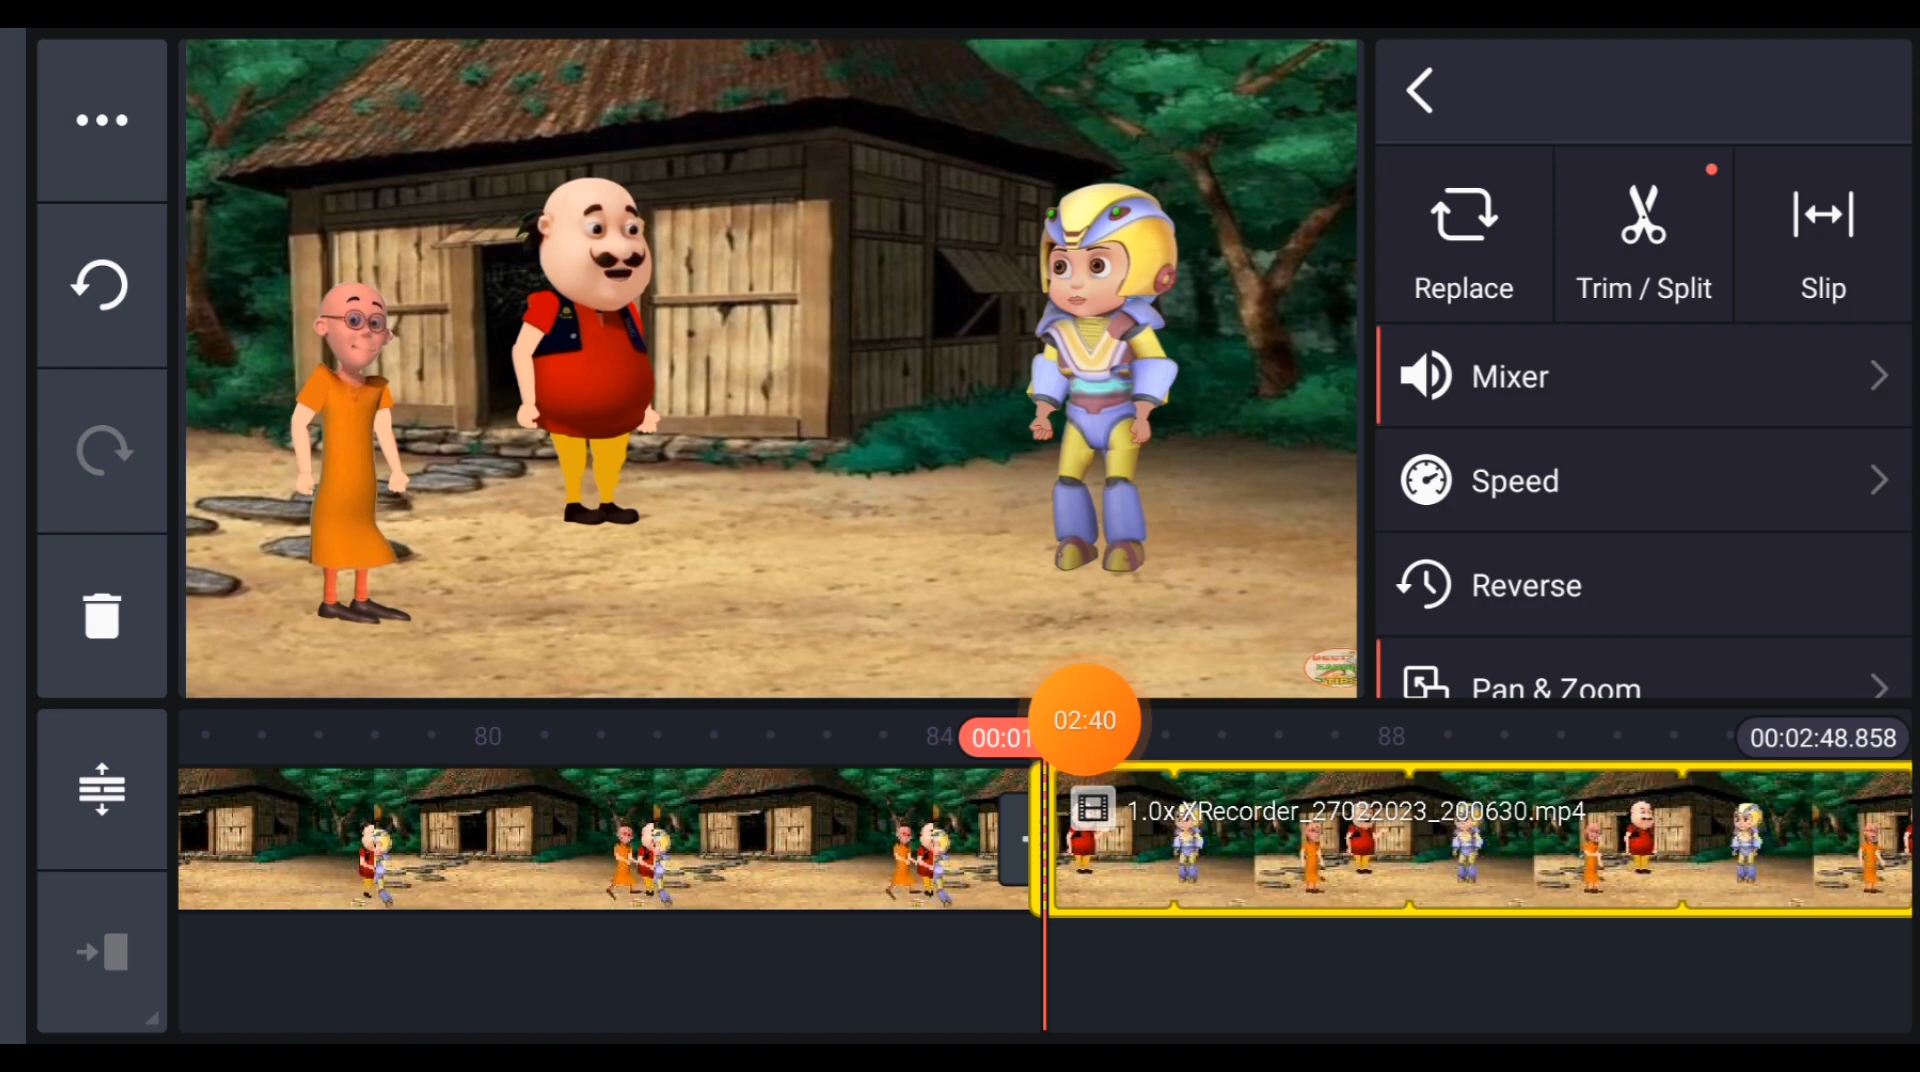 Replace
Trim / Split
Slip
Mixer
Speed
Reverse
Pan & Zoom
80
84
00:01
02:40
88
00:02:48.858
1.0x XRecorder_27022023_200630.mp4